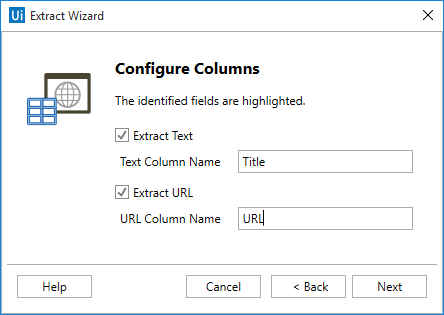 Ui Extract Wizard
Configure Columns
The identified fields are highlighted.
Extract Text
Text Column Name Title
Extract URL
URL Column Name URL
Help Cancel < Back Next